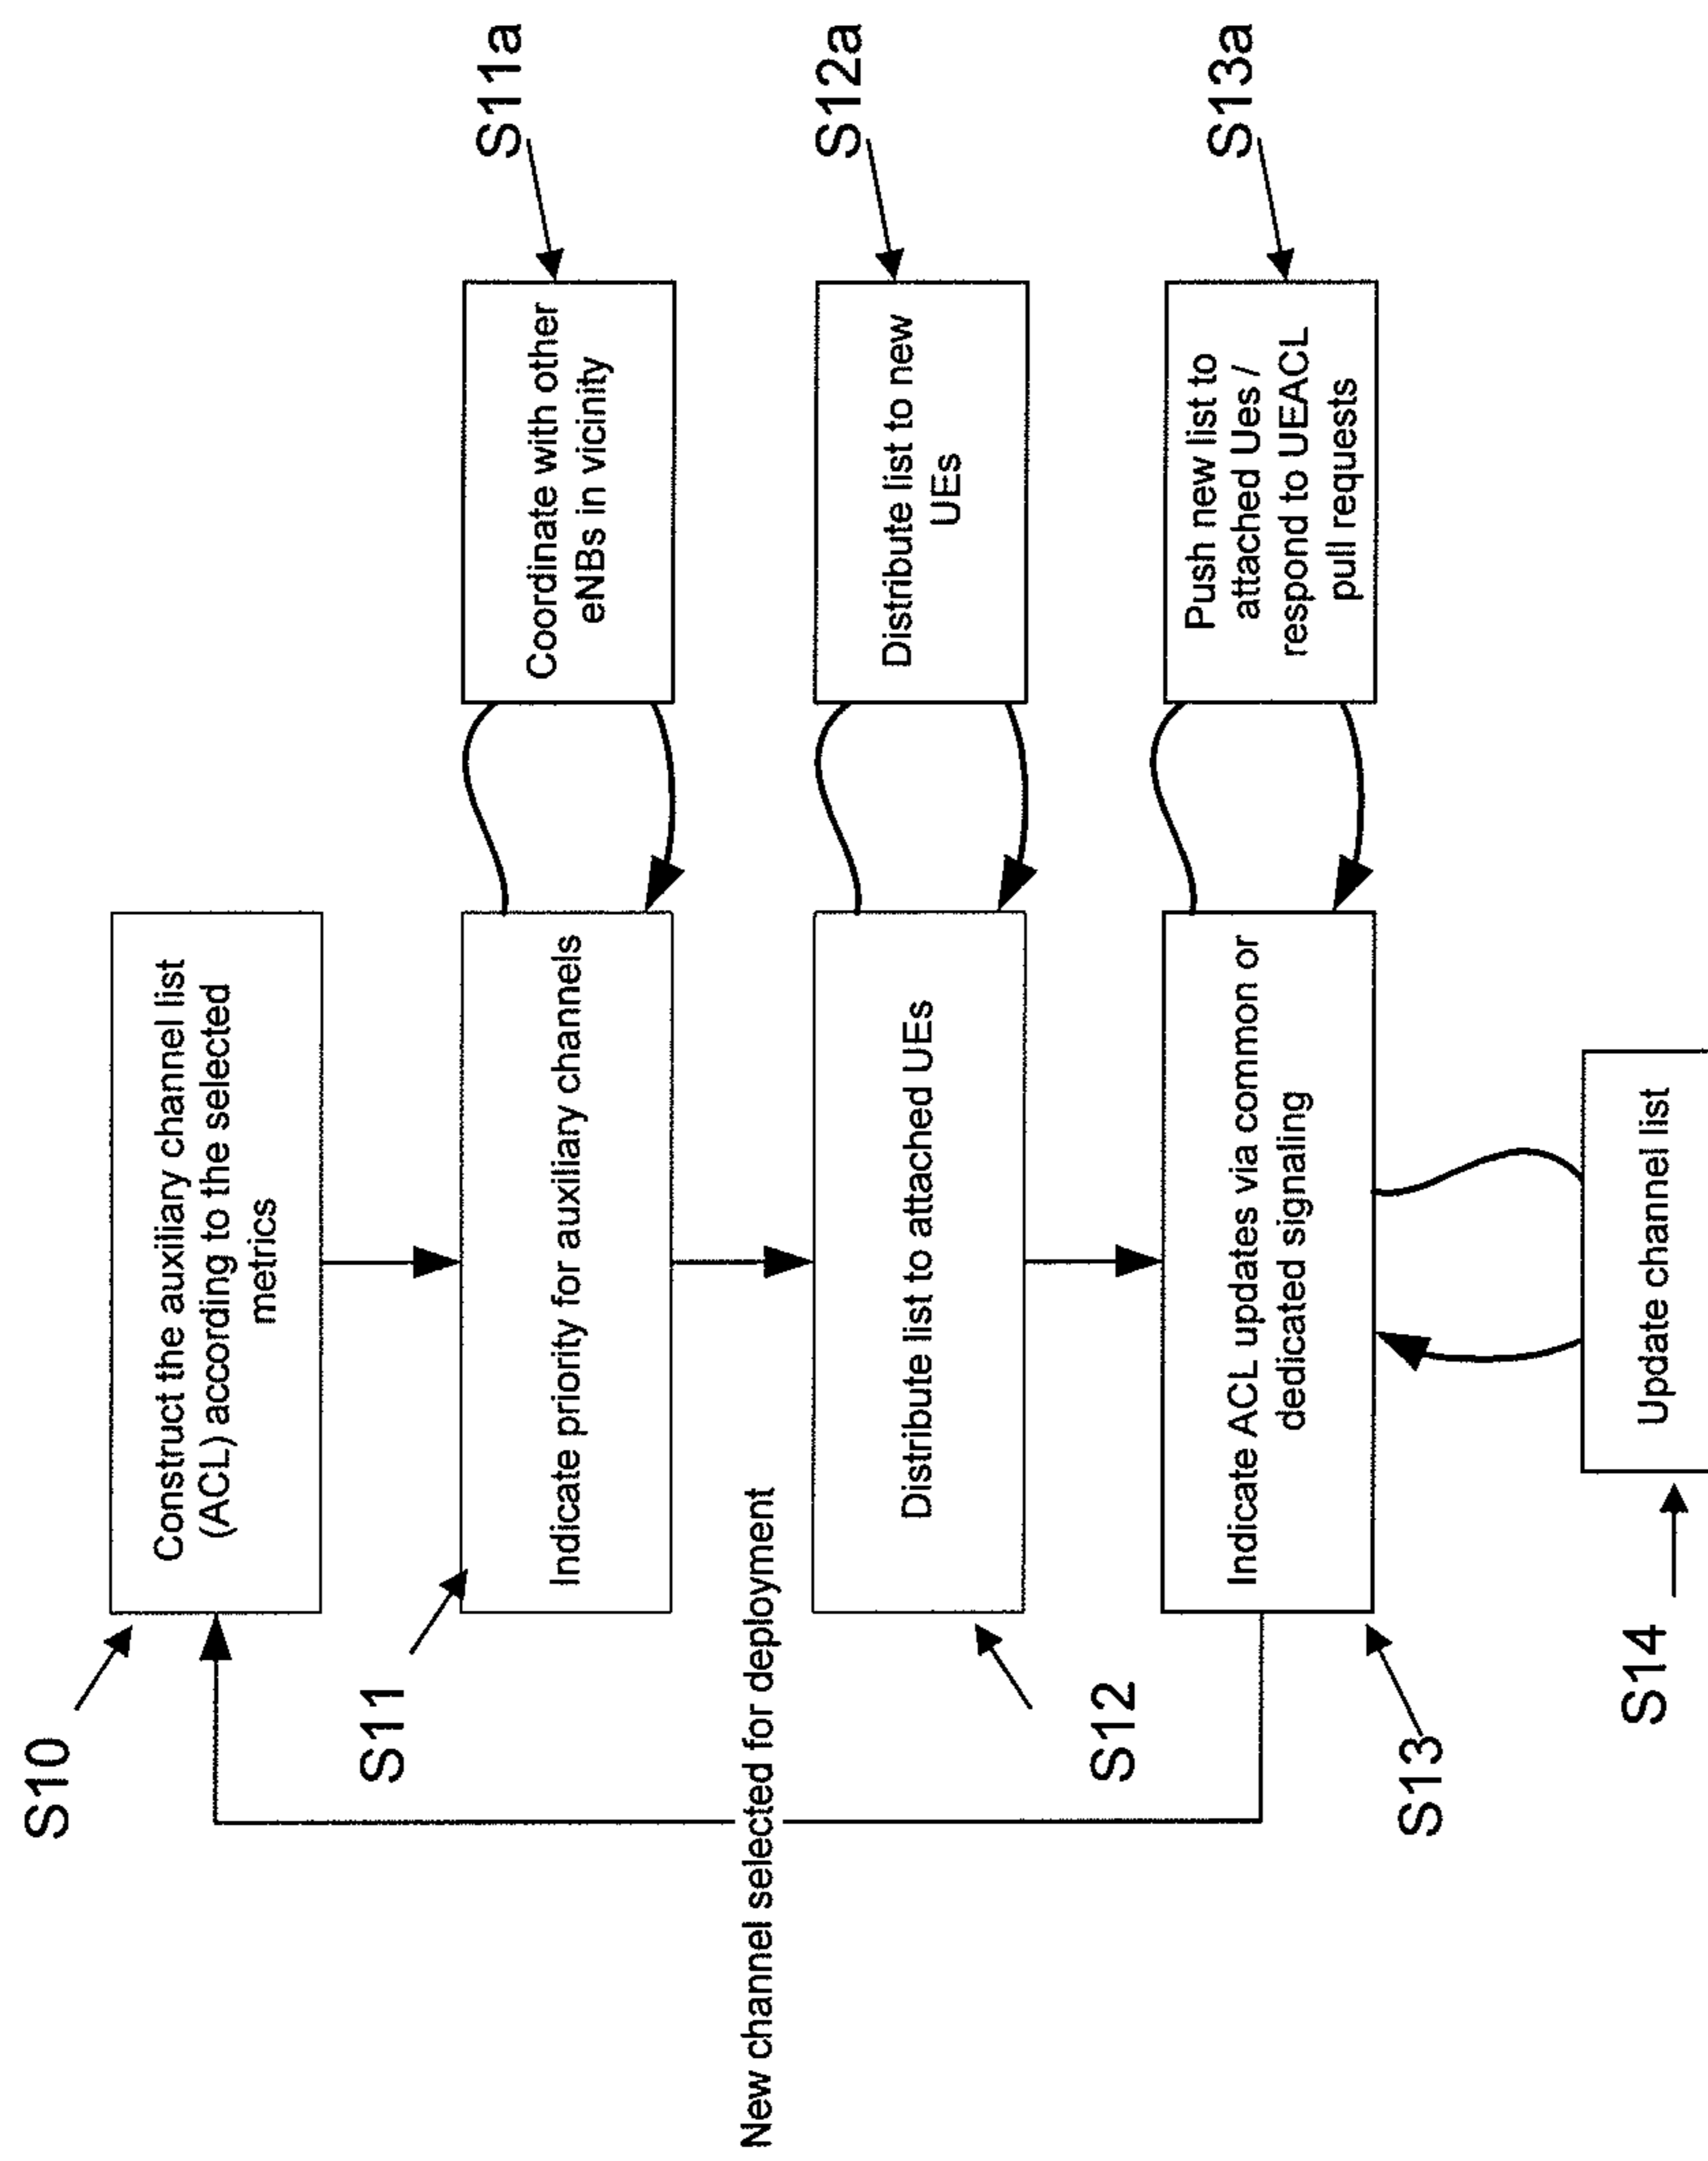 S10
Construct the auxiliary channel list
(ACL) according to the selected
metrics
S11
Indicate priority for auxiliary channels
Coordinate with other
eNBs in vicinity
S11a
New channel selected for deployment
S12
Distribute list to attached UEs
Distribute list to new
UEs
S12a
S13
Indicate ACL updates via common or
dedicated signaling
Push new list to
attached Ues /
respond to UEACL
pull requests
S13a
S14
Update channel list